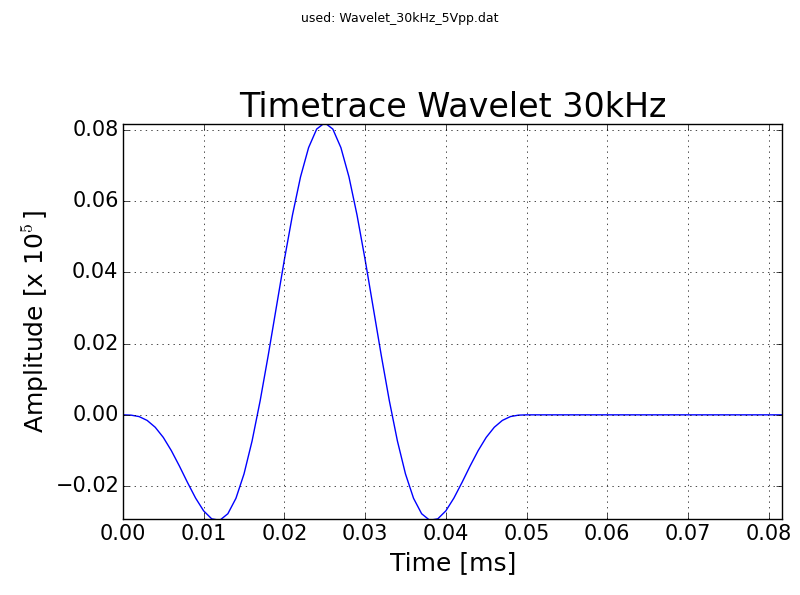 used: Wavelet_30kHz_5Vpp.dat
Timetrace Wavelet 30kHz
Amplitude [x 10⁵]
0.08
0.06
0.04
0.02
0.00
−0.02
0.00 0.01 0.02 0.03 0.04 0.05 0.06 0.07 0.08
Time [ms]